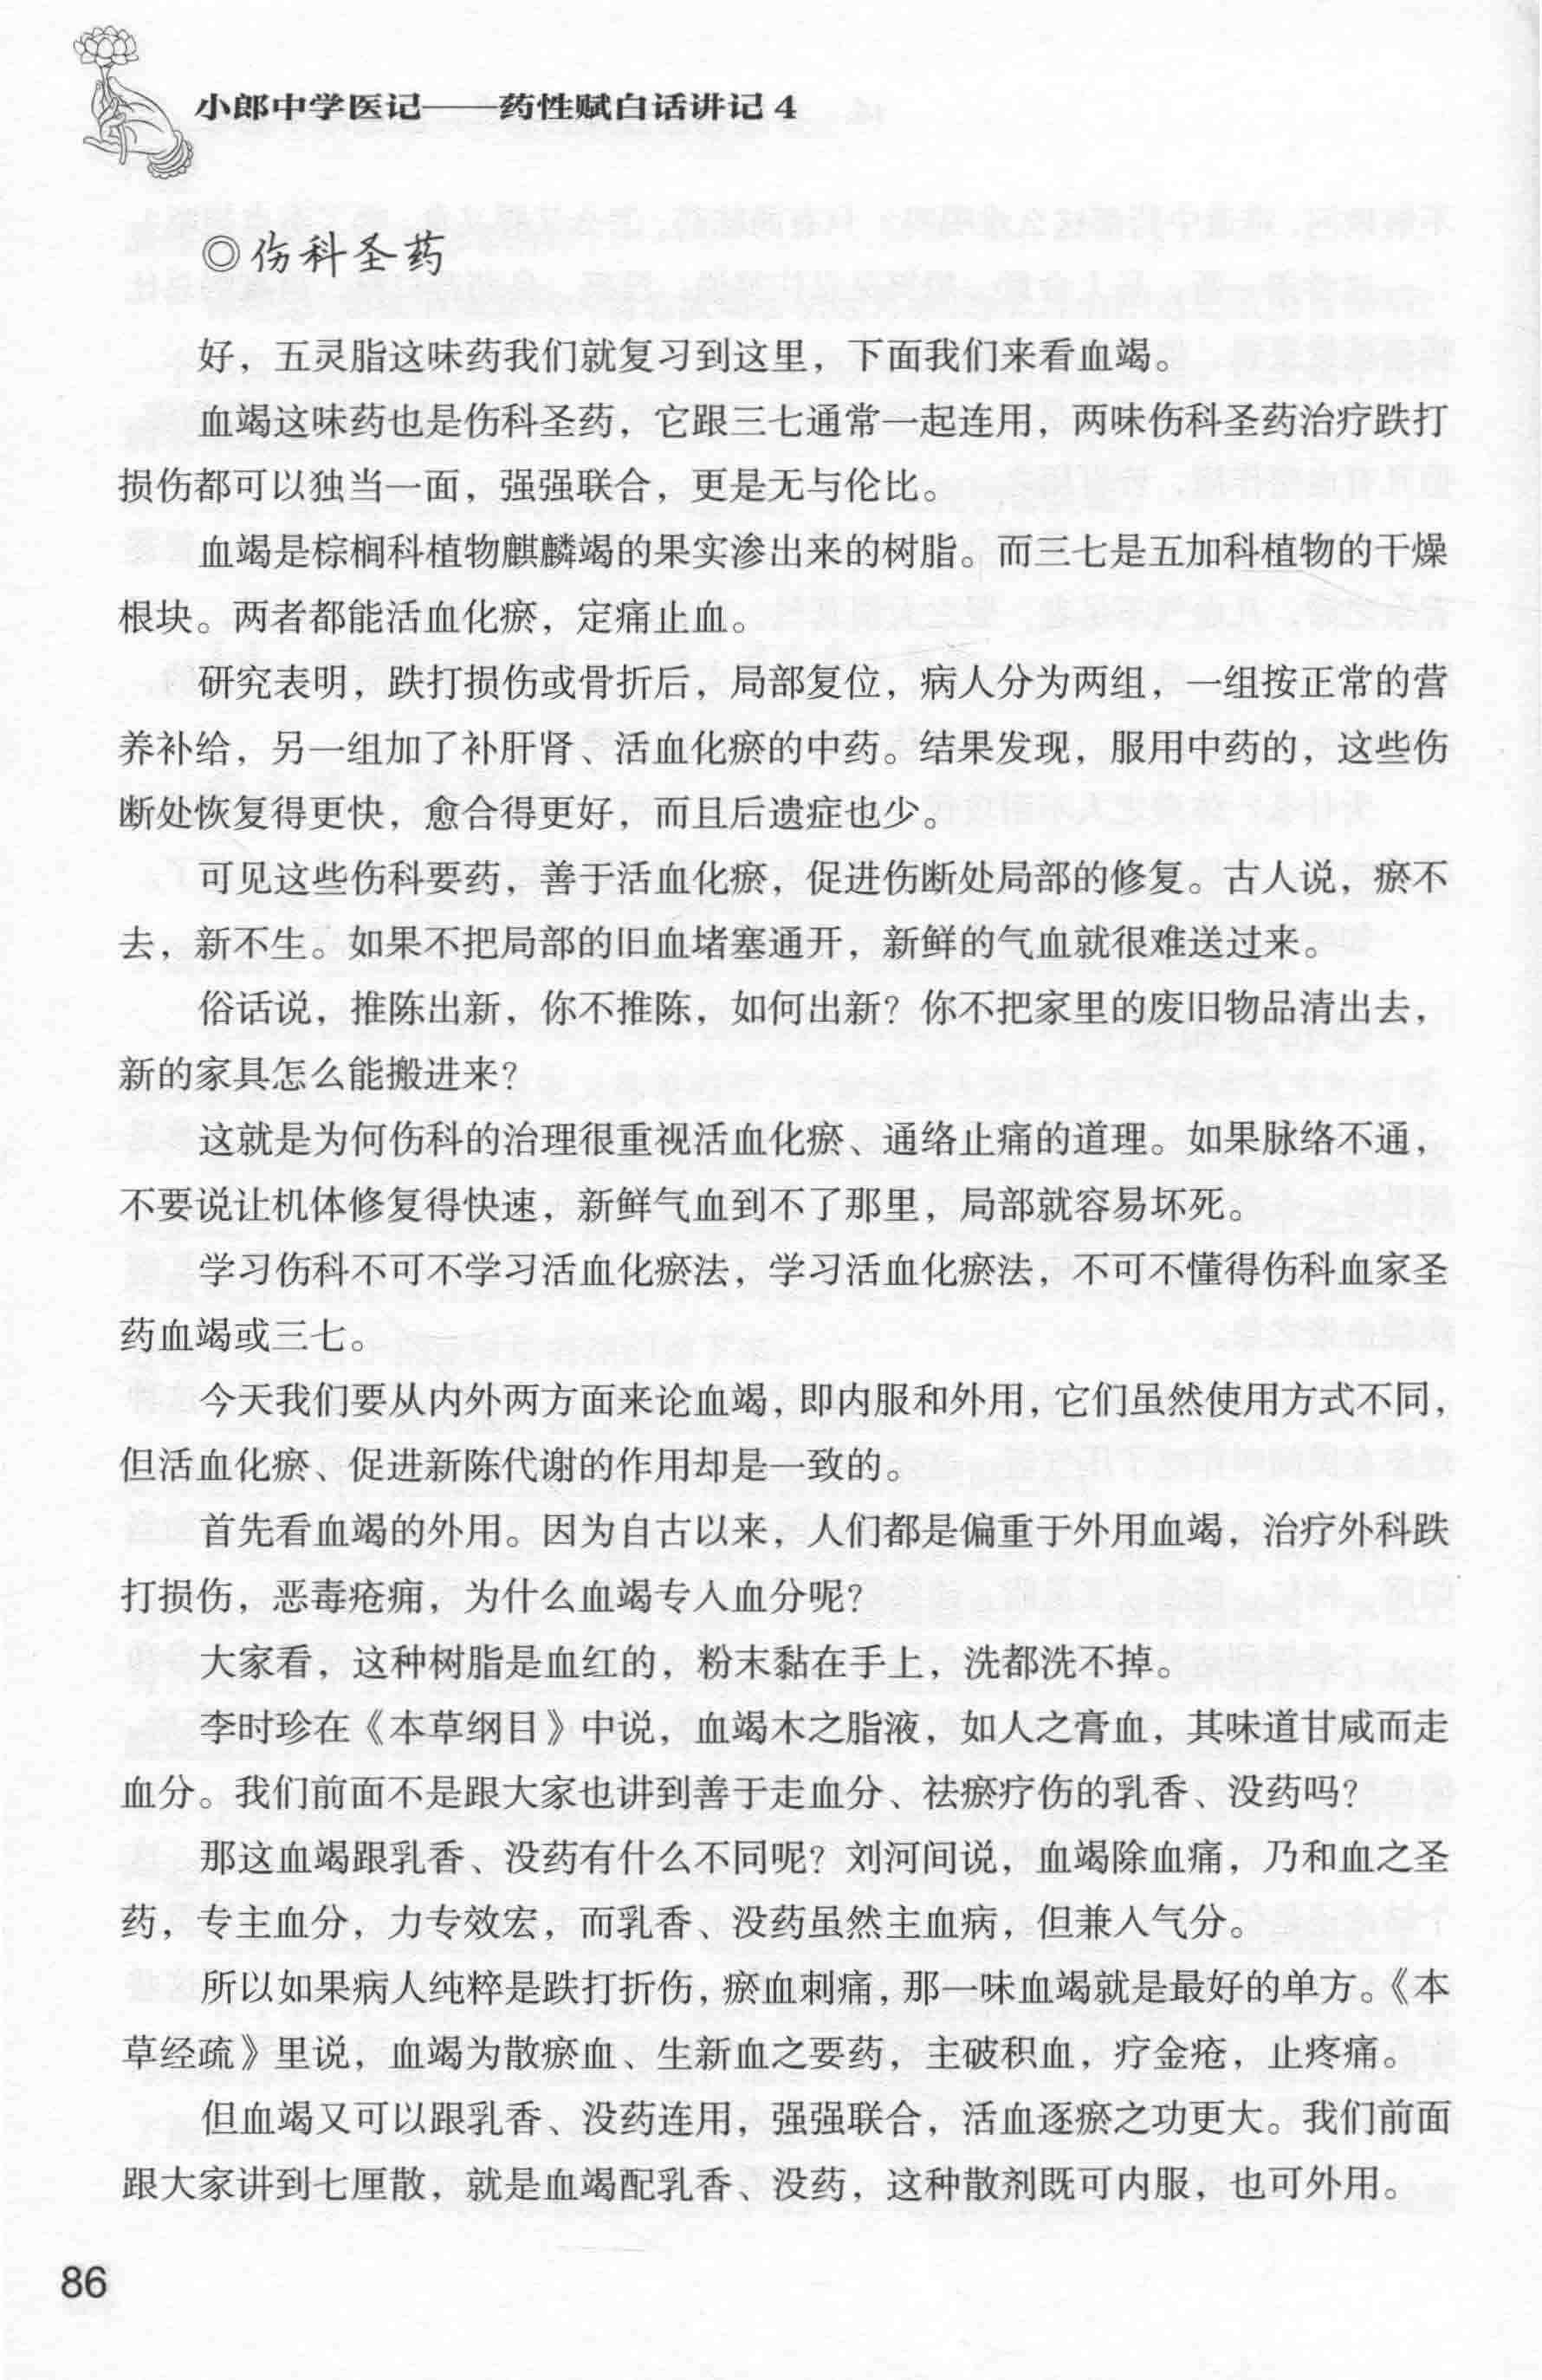 小郎中学医记——药性赋白话讲记4
◎伤科圣药
好，五灵脂这味药我们就复习到这里，下面我们来看血竭。
血竭这味药也是伤科圣药，它跟三七通常一起连用，两味伤科圣药治疗跌打
损伤都可以独当一面，强强联合，更是无与伦比。
血竭是棕榈科植物麒麟竭的果实渗出来的树脂。而三七是五加科植物的干燥
根块。两者都能活血化瘀，定痛止血。
研究表明，跌打损伤或骨折后，局部复位，病人分为两组，一组按正常的营
养补给，另一组加了补肝肾、活血化瘀的中药。结果发现，服用中药的，这些伤
断处恢复得更快，愈合得更好，而且后遗症也少。
可见这些伤科要药，善于活血化瘀，促进伤断处局部的修复。古人说，瘀不
去，新不生。如果不把局部的旧血堵塞通开，新鲜的气血就很难送过来。
俗话说，推陈出新，你不推陈，如何出新？你不把家里的废旧物品清出去，
新的家具怎么能搬进来？
这就是为何伤科的治理很重视活血化瘀、通络止痛的道理。如果脉络不通，
不要说让机体修复得快速，新鲜气血到不了那里，局部就容易坏死。
学习伤科不可不学习活血化瘀法，学习活血化瘀法，不可不懂得伤科血家圣
药血竭或三七。
今天我们要从内外两方面来论血竭，即内服和外用，它们虽然使用方式不同，
但活血化瘀、促进新陈代谢的作用却是一致的。
首先看血竭的外用。因为自古以来，人们都是偏重于外用血竭，治疗外科跌
打损伤，恶毒疮痈，为什么血竭专入血分呢？
大家看，这种树脂是血红的，粉末黏在手上，洗都洗不掉。
李时珍在《本草纲目》中说，血竭木之脂液，如人之膏血，其味道甘咸而走
血分。我们前面不是跟大家也讲到善于走血分、祛瘀疗伤的乳香、没药吗？
那这血竭跟乳香、没药有什么不同呢？刘河间说，血竭除血痛，乃和血之圣
药，专主血分，力专效宏，而乳香、没药虽然主血病，但兼入气分。
所以如果病人纯粹是跌打折伤，瘀血刺痛，那一味血竭就是最好的单方。《本
草经疏》里说，血竭为散瘀血、生新血之要药，主破积血，疗金疮，止疼痛。
但血竭又可以跟乳香、没药连用，强强联合，活血逐瘀之功更大。我们前面
跟大家讲到七厘散，就是血竭配乳香、没药，这种散剂既可内服，也可外用。
86